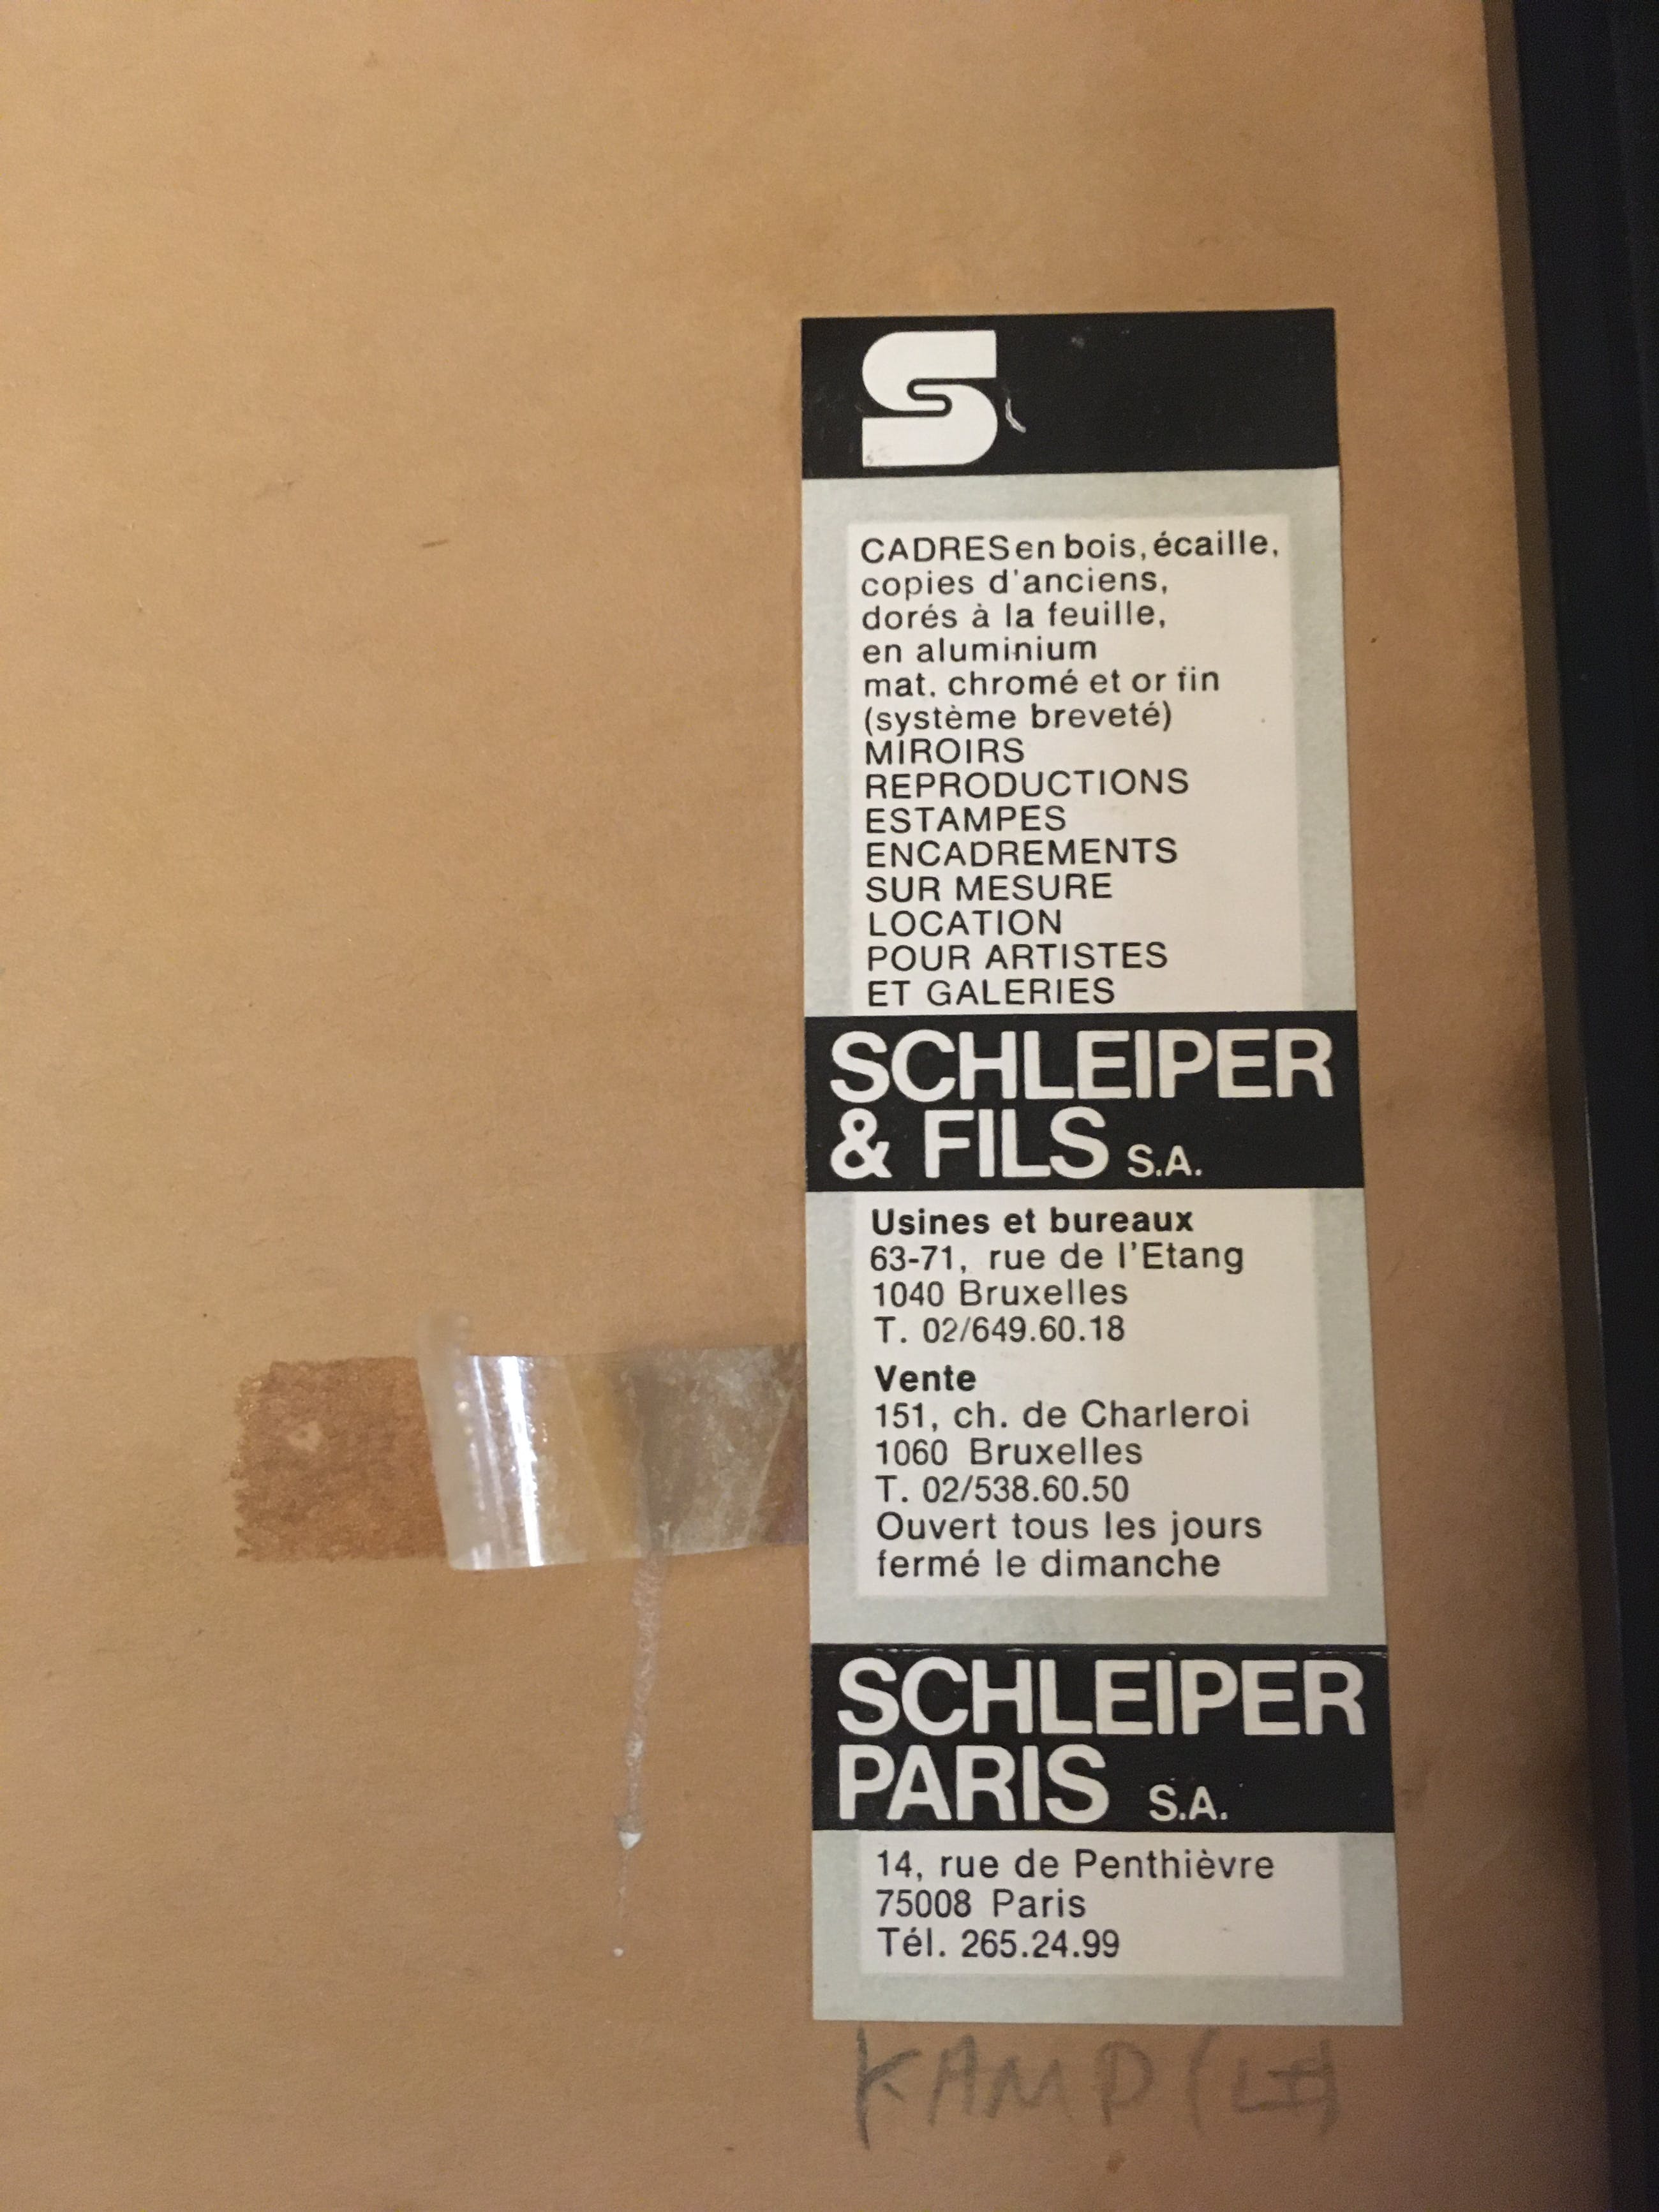 S
CADRES en bois, écaille,
copies d'anciens,
dorés à la feuille,
en aluminium
mat, chromé et or fin
(système breveté)
MIROIRS
REPRODUCTIONS
ESTAMPES
ENCADREMENTS
SUR MESURE
LOCATION
POUR ARTISTES
ET GALERIES
SCHLEIPER
& FILS S.A.
Usines et bureaux
63-71, rue de l'Etang
1040 Bruxelles
T. 02/649.60.18
Vente
151, ch. de Charleroi
1060 Bruxelles
T. 02/538.60.50
Ouvert tous les jours
fermé le dimanche
SCHLEIPER
PARIS S.A.
14, rue de Penthièvre
75008 Paris
Tél. 265.24.99